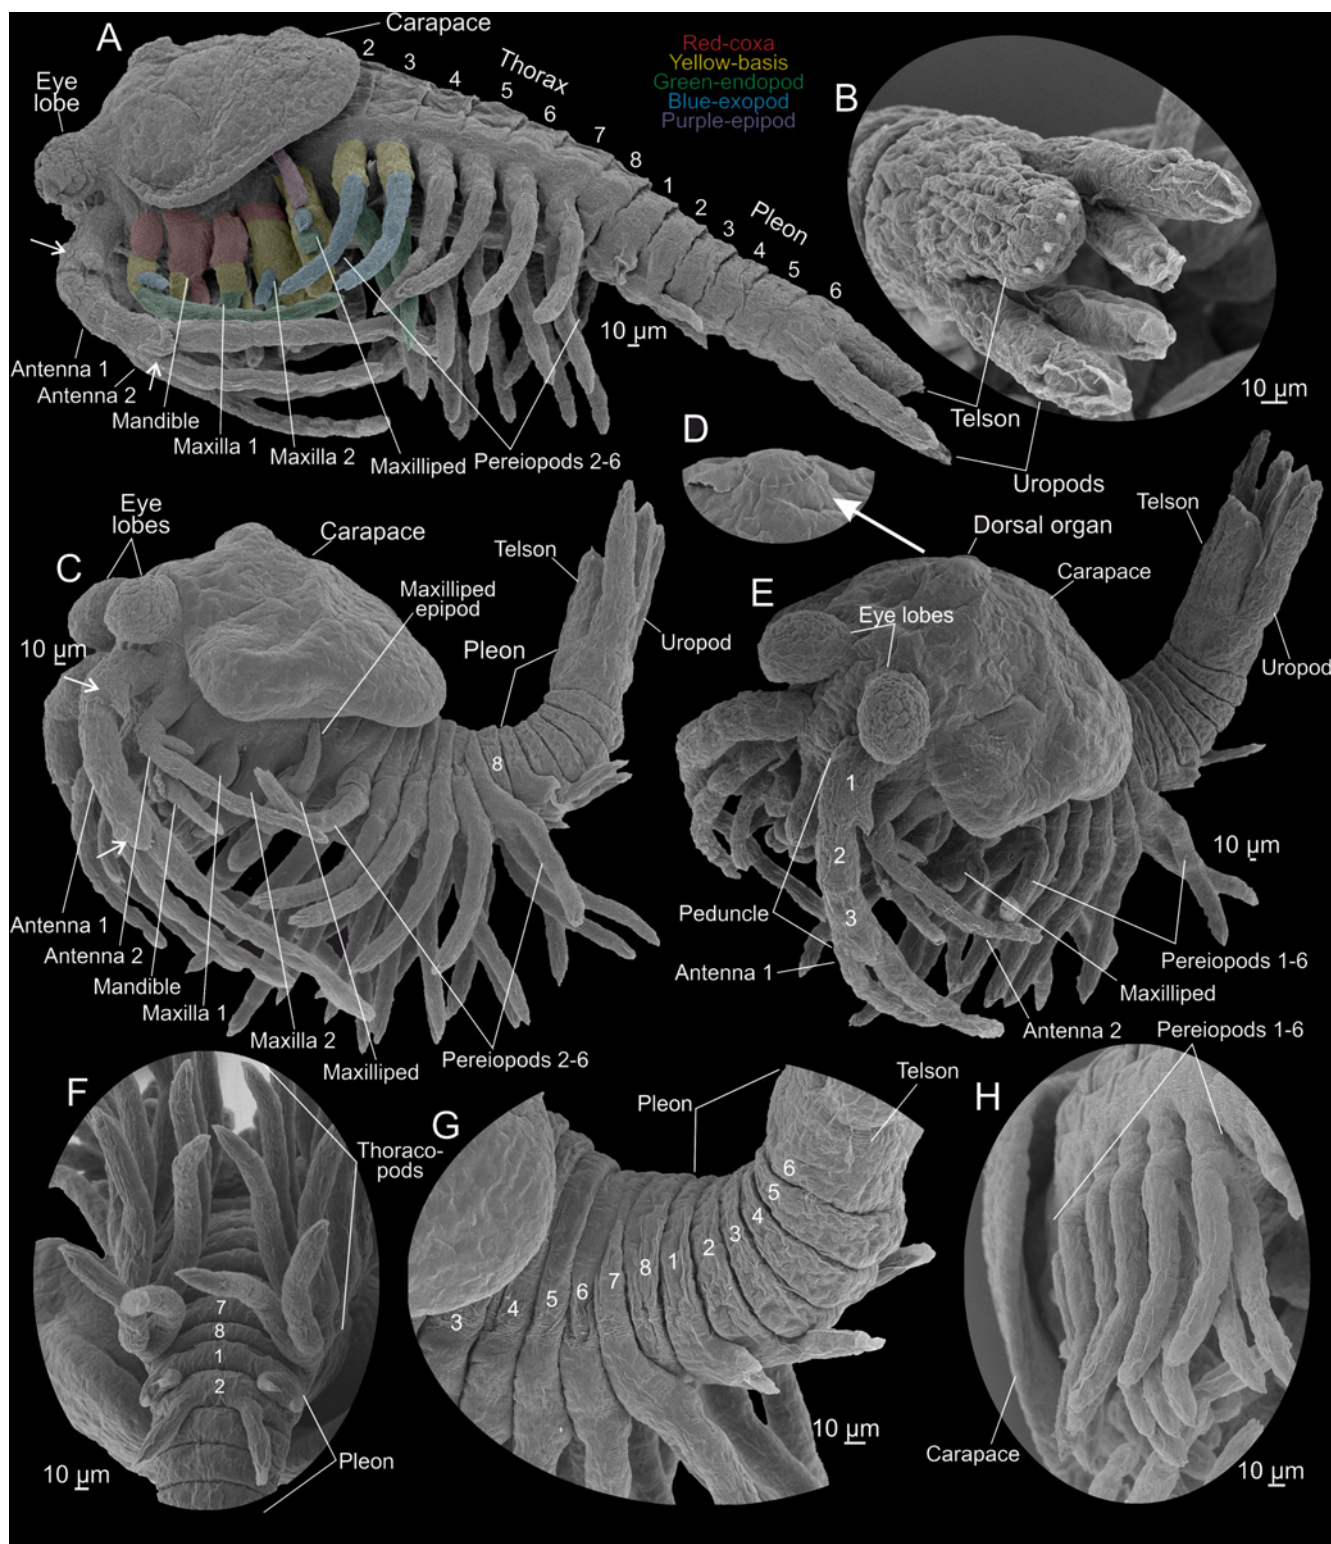 A
Carapace
Eye
lobe
2
3
4
5
6
7
8
Thorax
1
2
3
4
5
6
Pleon
Red-coxa
Yellow-basis
Green-endopod
Blue-exopod
Purple-epipod
10 µm
Antenna 1
Antenna 2
Mandible
Maxilla 1
Maxilla 2
Maxilliped
Pereiopods 2-6
B
10 µm
Telson
Uropods
C
Eye
lobes
Carapace
10 µm
Telson
Maxilliped
epipod
Pleon
Uropod
8
Antenna 1
Antenna 2
Mandible
Maxilla 1
Maxilla 2
Maxilliped
Pereiopods 2-6
D
Dorsal organ
E
Telson
Carapace
Eye lobes
Uropod
1
2
3
10 µm
Peduncle
Antenna 1
Pereiopods 1-6
Maxilliped
Antenna 2
F
Thoraco-
pods
7
8
1
2
10 µm
Pleon
G
Pleon
Telson
3
4
5
6
7
8
1
2
3
4
5
6
10 µm
H
Pereiopods 1-6
Carapace
10 µm